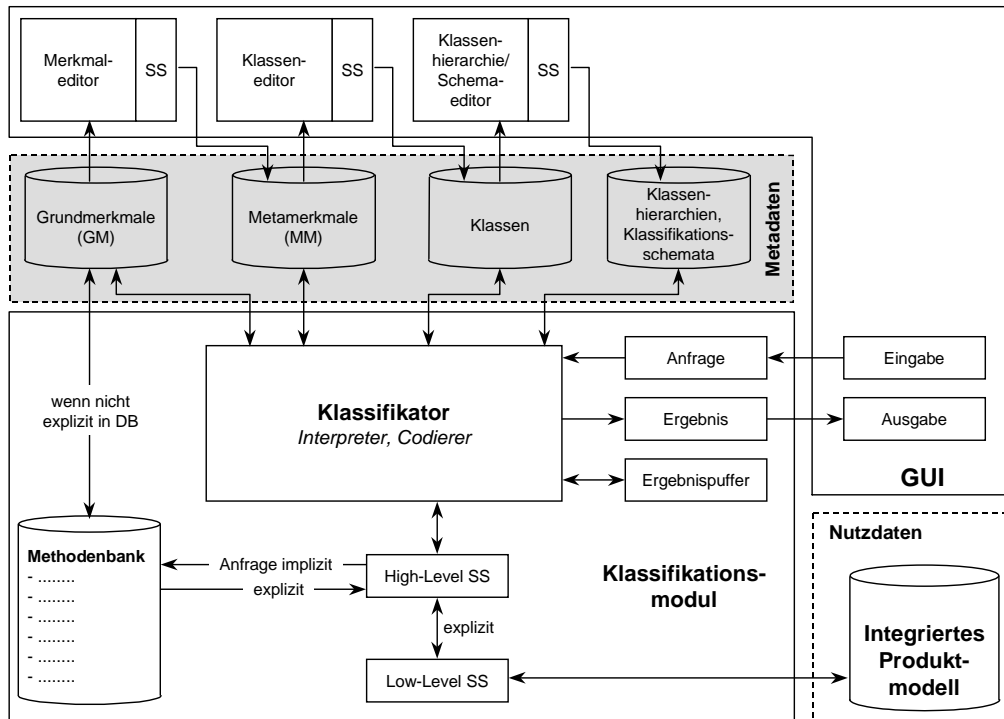 Merkmal-
editor
SS
Klassen-
editor
SS
Klassen-
hierarchie/
Schema-
editor
SS
Grundmerkmale
(GM)
Metamerkmale
(MM)
Klassen
Klassen-
hierarchien,
Klassifikations-
schemata
Metadaten
wenn nicht
explizit in DB
Klassifikator
Interpreter, Codierer
Anfrage
Eingabe
Ergebnis
Ausgabe
Ergebnispuffer
GUI
Methodenbank
- ........
- ........
- ........
- ........
- ........
- ........
Anfrage implizit
explizit
High-Level SS
explizit
Low-Level SS
Klassifikations-
modul
Nutzdaten
Integriertes
Produkt-
modell